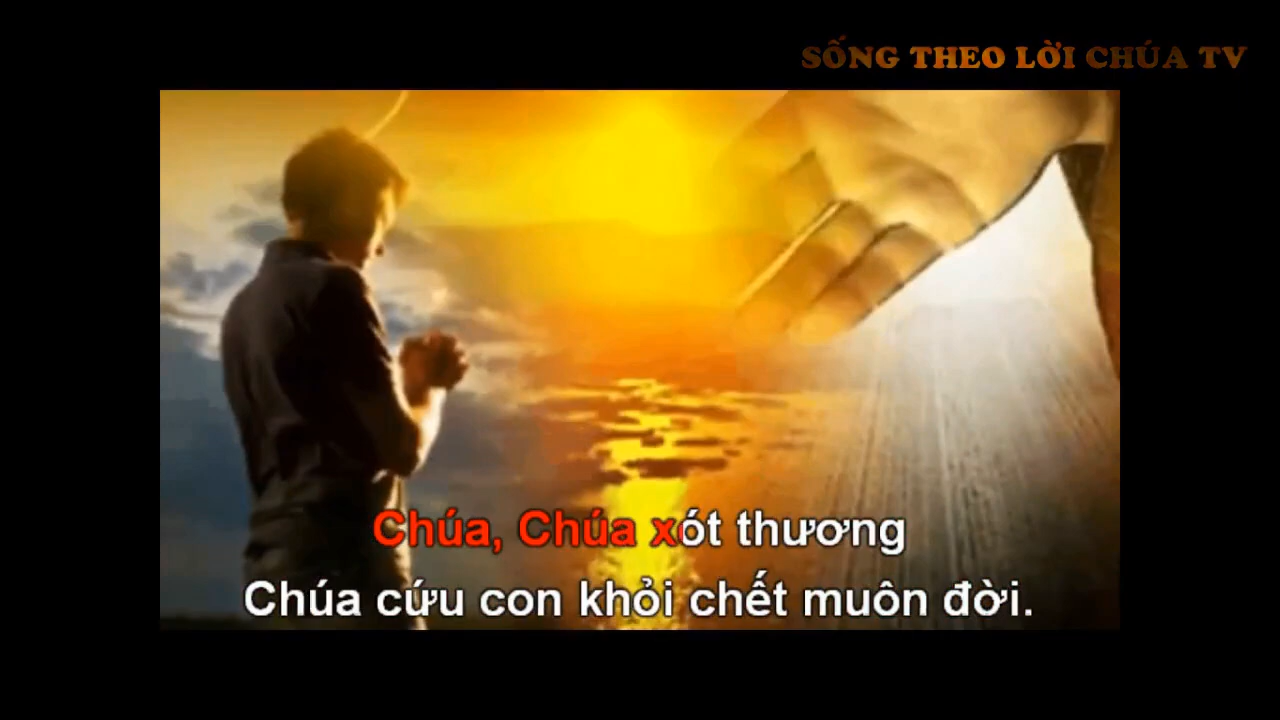 SỐNG THEO LỜI CHÚA TV
Chúa, Chúa xót thương
Chúa cứu con khỏi chết muôn đời.